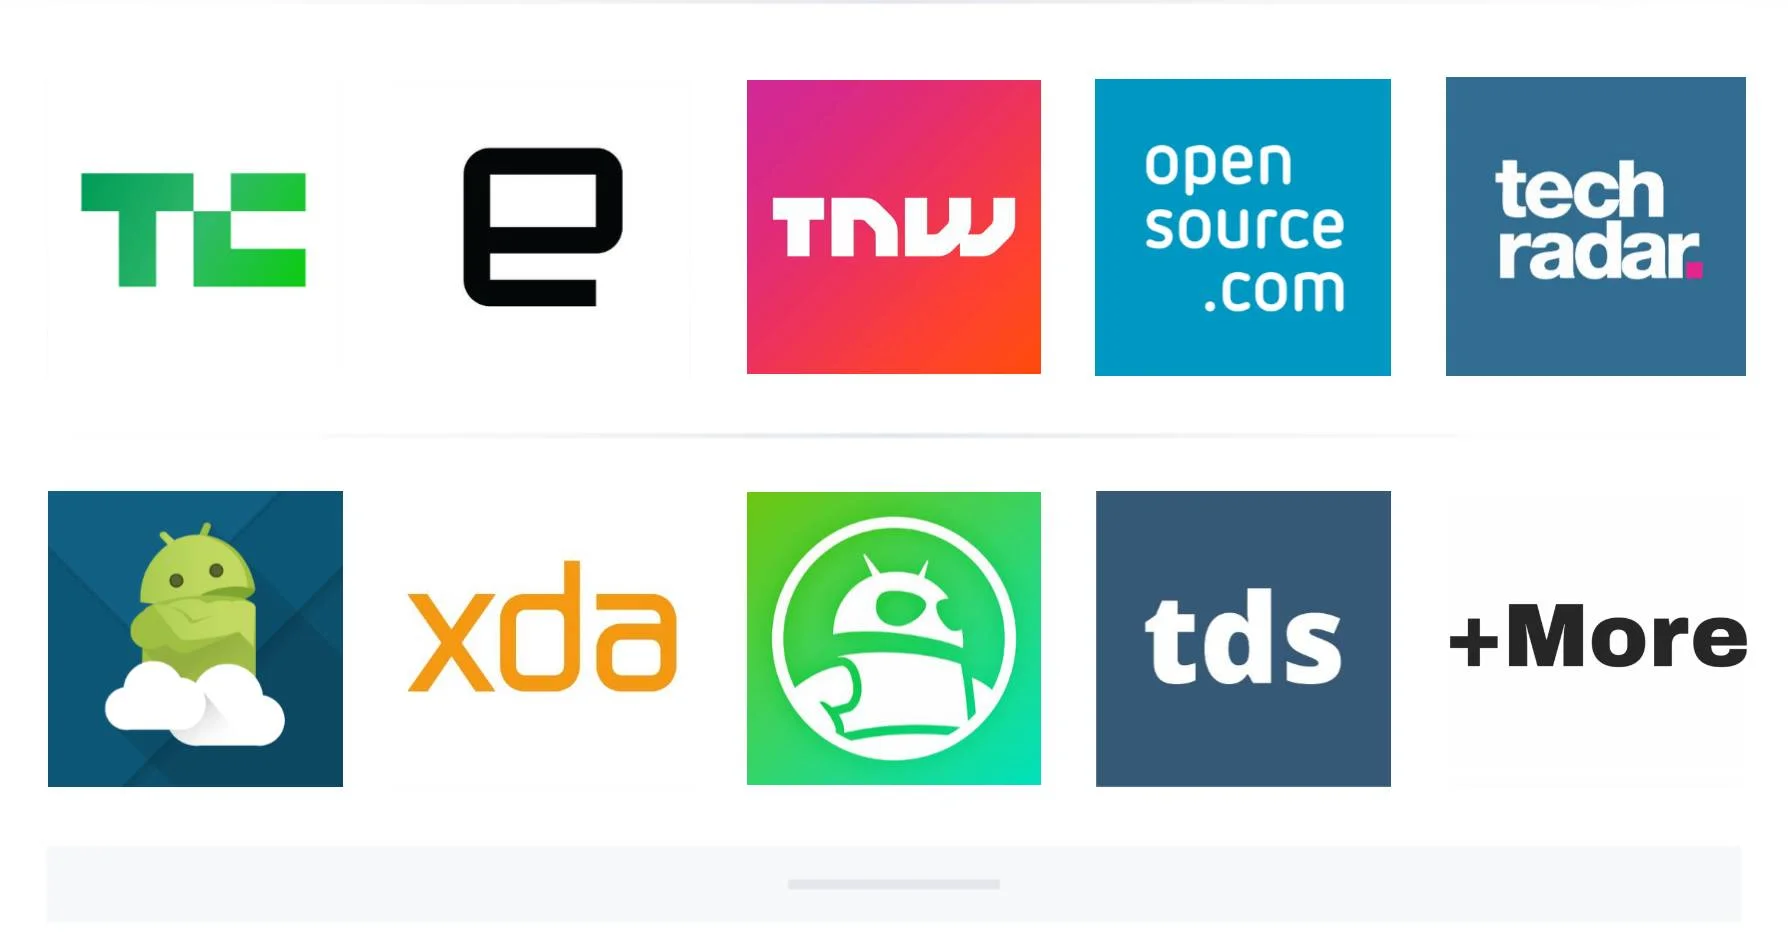 TC
e
TNW
open
source
.com
tech
radar.
xda
tds
+More